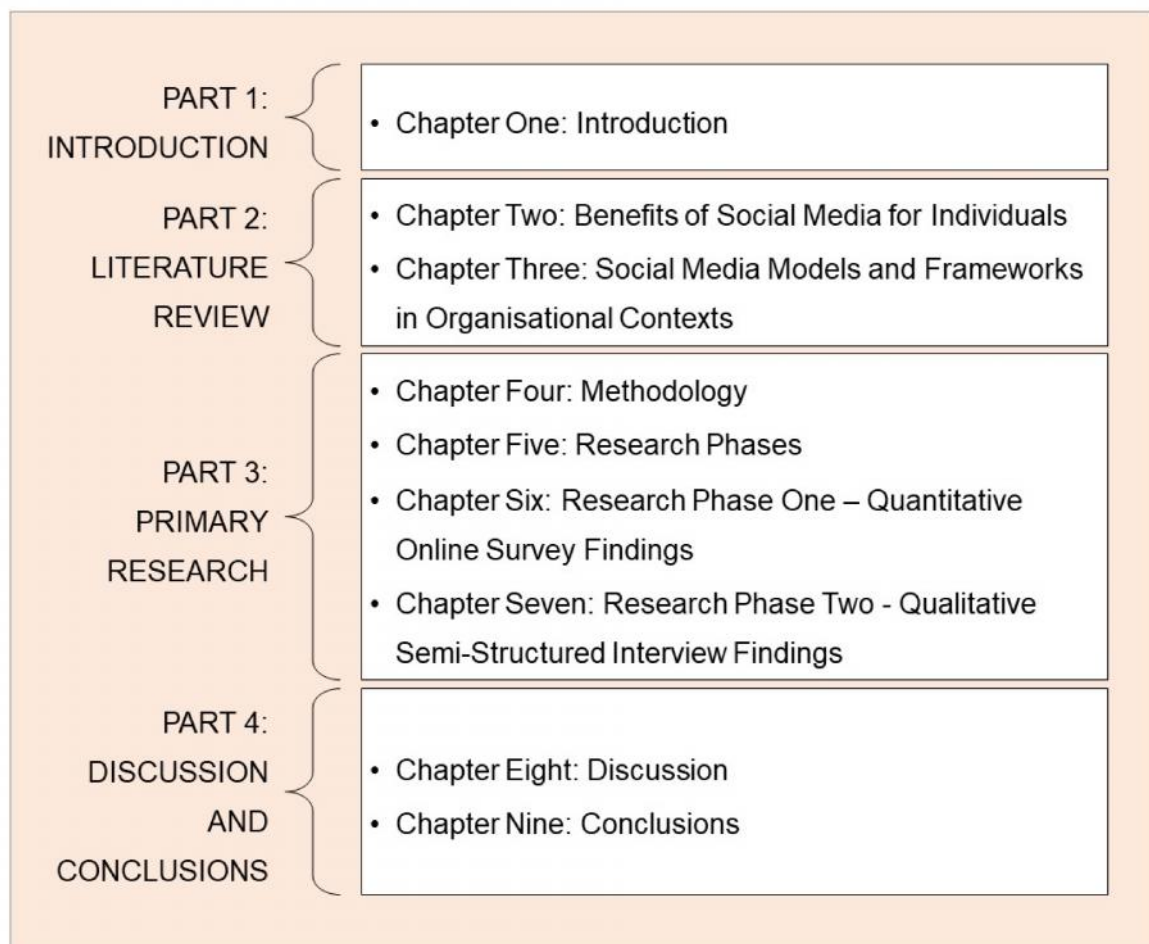 PART 1:
INTRODUCTION
• Chapter One: Introduction
PART 2:
LITERATURE
REVIEW
• Chapter Two: Benefits of Social Media for Individuals
• Chapter Three: Social Media Models and Frameworks
in Organisational Contexts
PART 3:
PRIMARY
RESEARCH
• Chapter Four: Methodology
• Chapter Five: Research Phases
• Chapter Six: Research Phase One – Quantitative
Online Survey Findings
• Chapter Seven: Research Phase Two - Qualitative
Semi-Structured Interview Findings
PART 4:
DISCUSSION
AND
CONCLUSIONS
• Chapter Eight: Discussion
• Chapter Nine: Conclusions